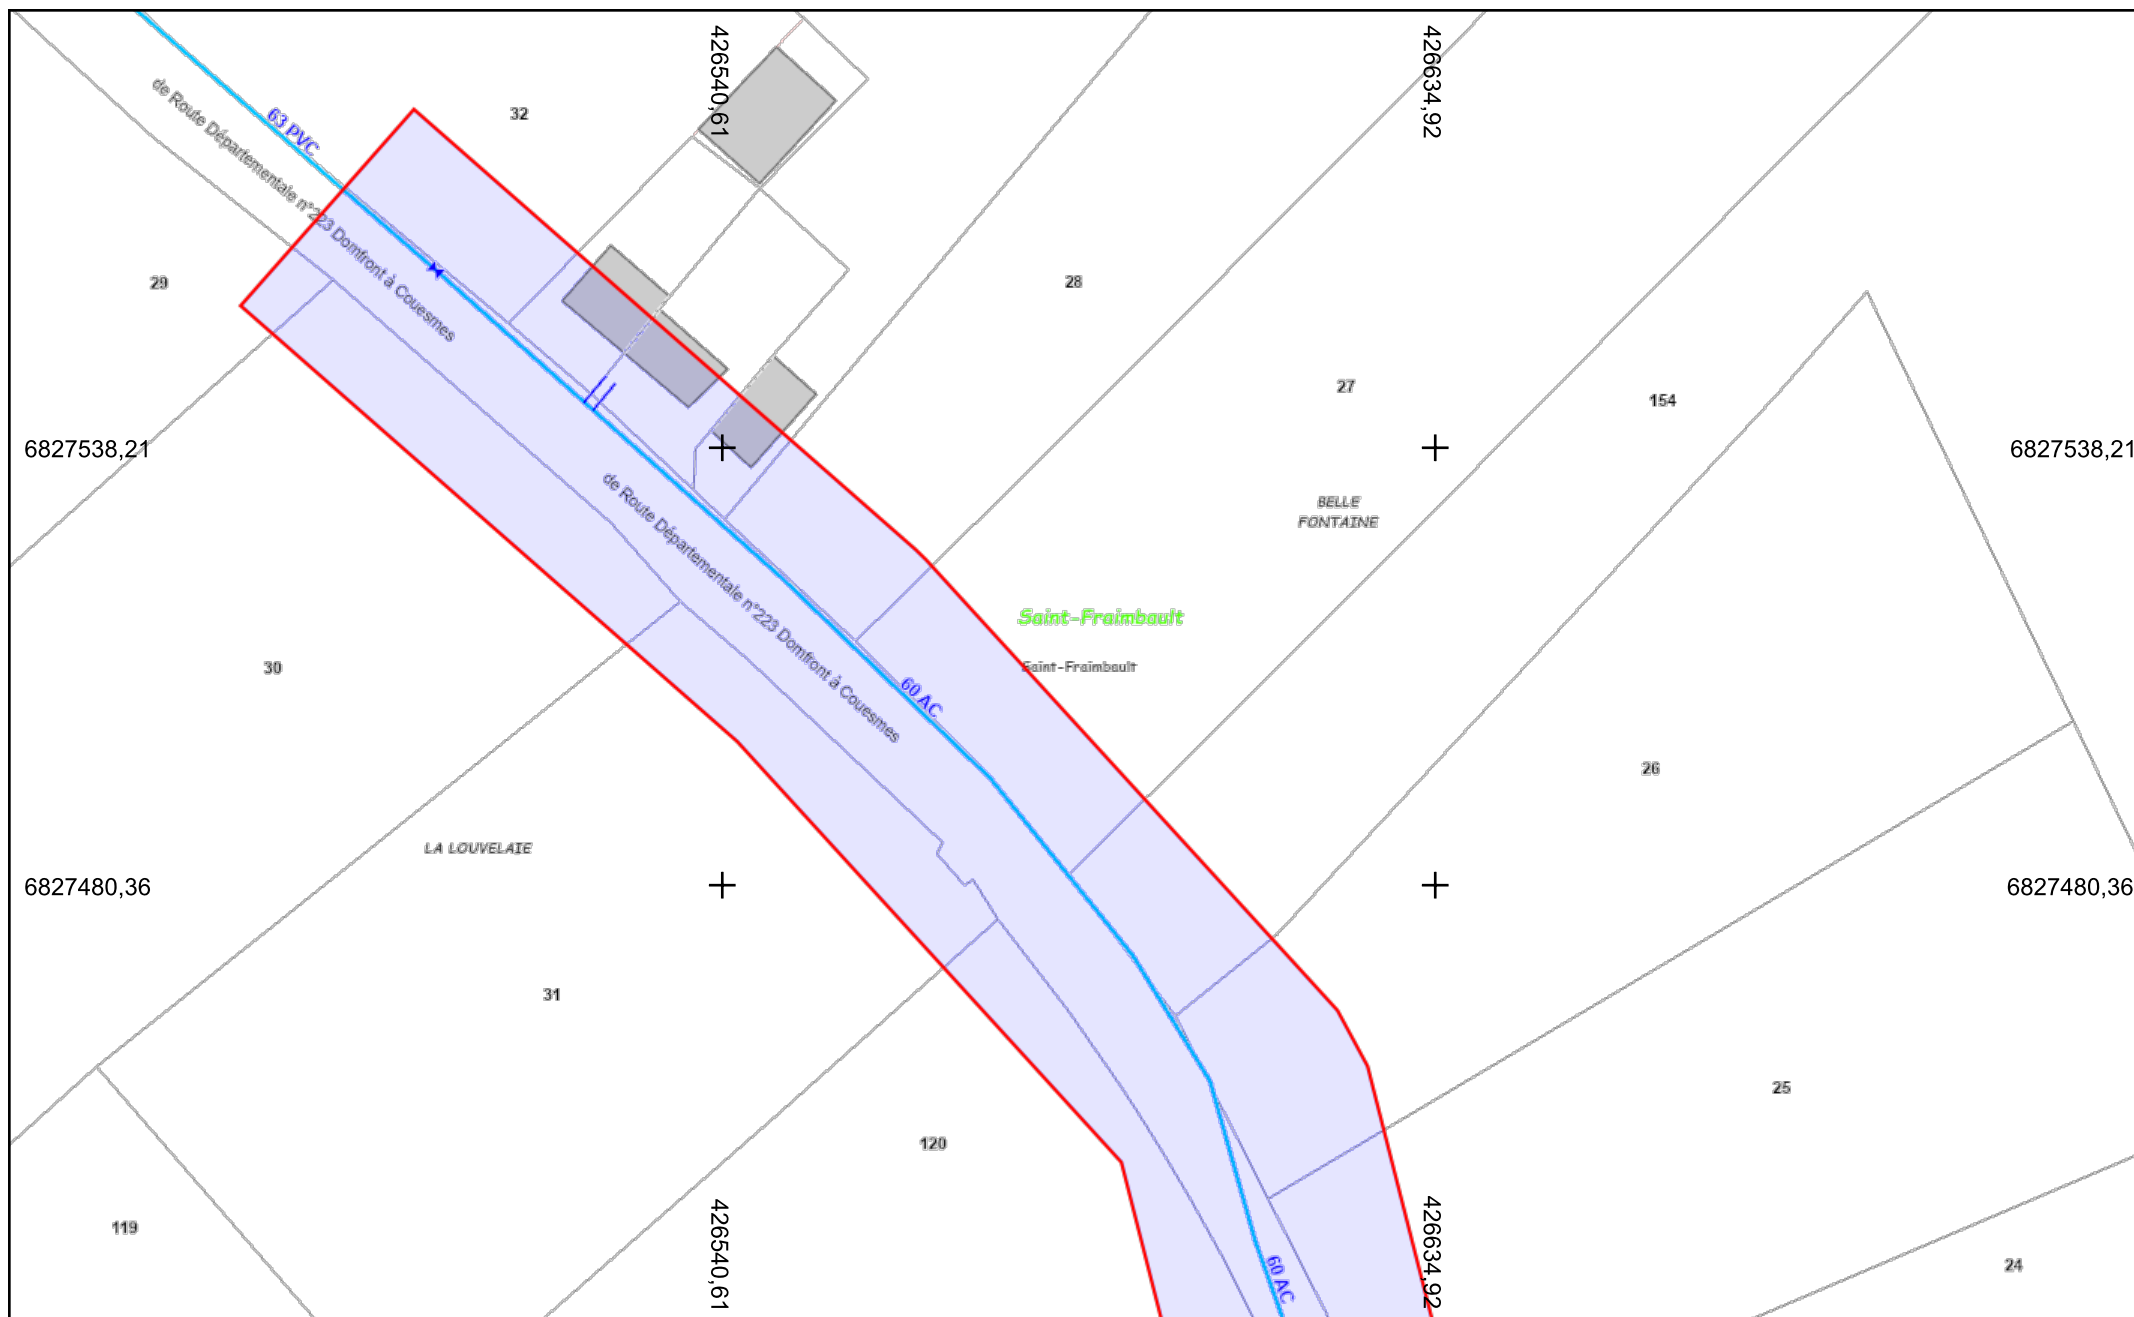 426540,61
426634,92
de Route Départementale n°223 Domfront à Couesmes
63 PVC
32
29
28
27
154
6827538,21
6827538,21
BELLE
FONTAINE
de Route Départementale n°223 Domfront à Couesmes
Saint-Fraimbault
Saint-Fraimbault
30
60 AC
26
LA LOUVELAIE
6827480,36
6827480,36
31
25
120
119
426540,61
426634,92
60 AC
24